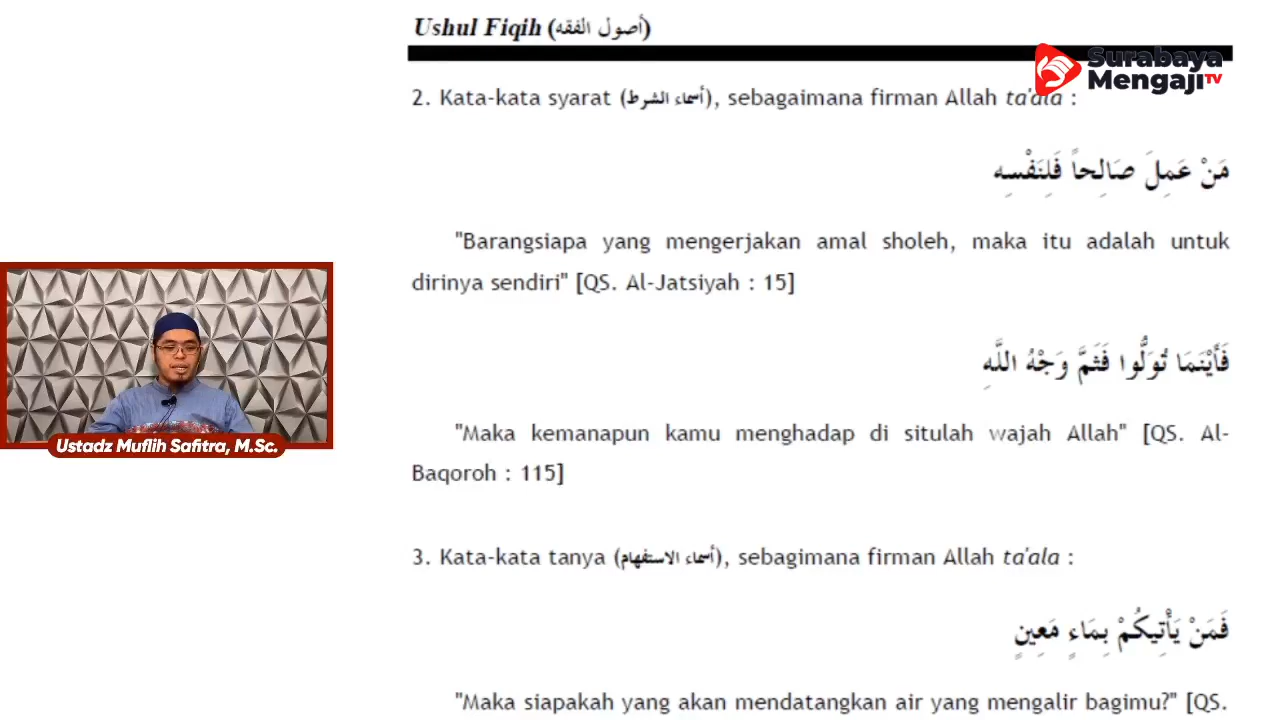 Ushul Fiqih (أصول الفقه)
Surabaya
MengajiTV
2. Kata-kata syarat (أسماء الشرط), sebagaimana firman Allah ta'ala :
مَنْ عَمِلَ صَالِحاً فَلِنَفْسِه
"Barangsiapa yang mengerjakan amal sholeh, maka itu adalah untuk
dirinya sendiri" [QS. Al-Jatsiyah : 15]
فَأَيْنَمَا تُوَلُّوا فَثَمَّ وَجْهُ اللَّهِ
"Maka kemanapun kamu menghadap di situlah wajah Allah" [QS. Al-
Baqoroh : 115]
3. Kata-kata tanya (أسماء الاستفهام), sebagimana firman Allah ta'ala :
فَمَنْ يَأْتِيكُمْ بِمَاءٍ مَعِينٍ
"Maka siapakah yang akan mendatangkan air yang mengalir bagimu?" [QS.
Ustadz Muflih Safitra, M.Sc.